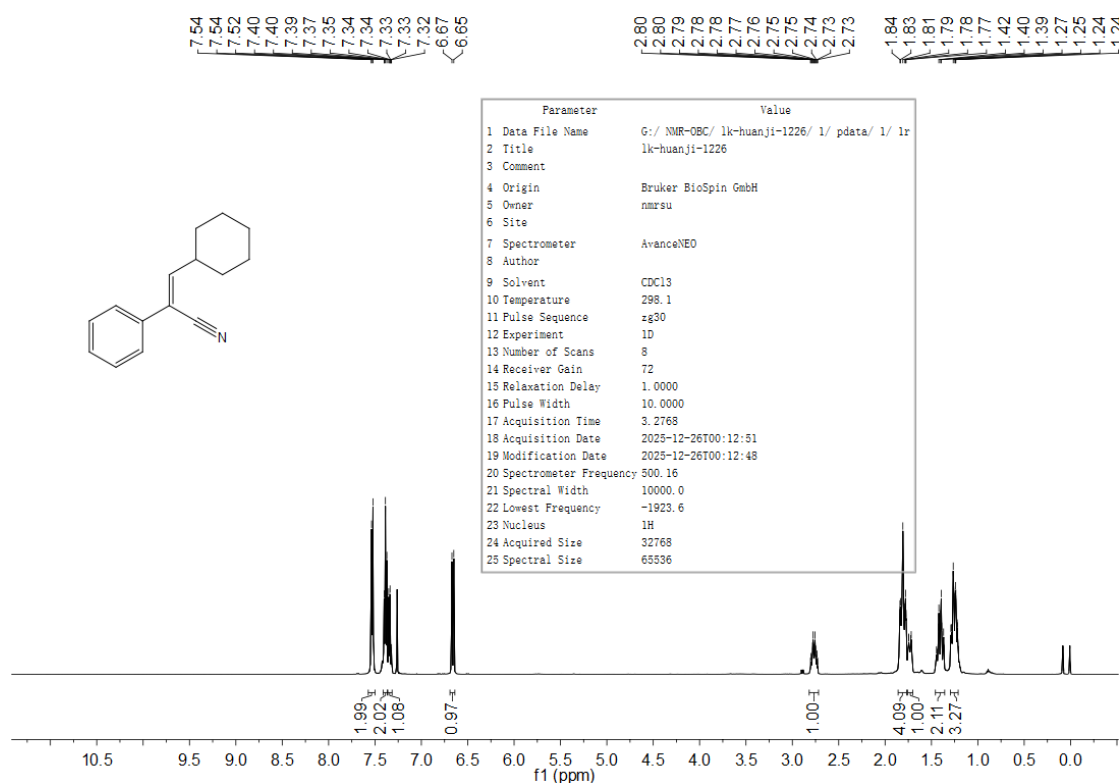 7.54 7.54 7.52 7.40 7.40 7.39 7.37 7.35 7.34 7.34 7.33 7.33 7.32 6.67 6.65 2.80 2.80 2.79 2.78 2.78 2.77 2.76 2.75 2.75 2.74 2.73 2.73 1.84 1.83 1.81 1.79 1.78 1.77 1.42 1.40 1.39 1.27 1.25 1.24 1.24
Parameter Value
1 Data File Name G:/ NMR-OBC/ lk-huanji-1226/ 1/ pdata/ 1/ 1r
2 Title lk-huanji-1226
3 Comment
4 Origin Bruker BioSpin GmbH
5 Owner nmrsu
6 Site
7 Spectrometer AvanceNEO
8 Author
9 Solvent CDCl3
10 Temperature 298.1
11 Pulse Sequence zg30
12 Experiment 1D
13 Number of Scans 8
14 Receiver Gain 72
15 Relaxation Delay 1.0000
16 Pulse Width 10.0000
17 Acquisition Time 3.2768
18 Acquisition Date 2025-12-26T00:12:51
19 Modification Date 2025-12-26T00:12:48
20 Spectrometer Frequency 500.16
21 Spectral Width 10000.0
22 Lowest Frequency -1923.6
23 Nucleus 1H
24 Acquired Size 32768
25 Spectral Size 65536
N
1.99 2.02 1.08 0.97 1.00 4.09 1.00 2.11 3.27
10.5 9.5 9.0 8.5 8.0 7.5 7.0 6.5 6.0 5.5 5.0 4.5 4.0 3.5 3.0 2.5 2.0 1.5 1.0 0.5 0.0
f1 (ppm)